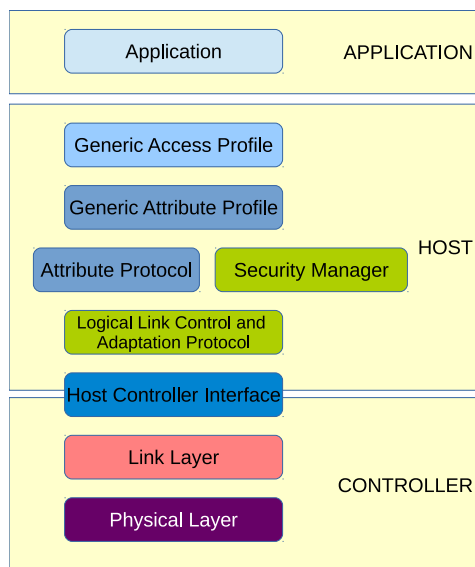 Application
APPLICATION
Generic Access Profile
Generic Attribute Profile
HOST
Attribute Protocol
Security Manager
Logical Link Control and
Adaptation Protocol
Host Controller Interface
Link Layer
CONTROLLER
Physical Layer